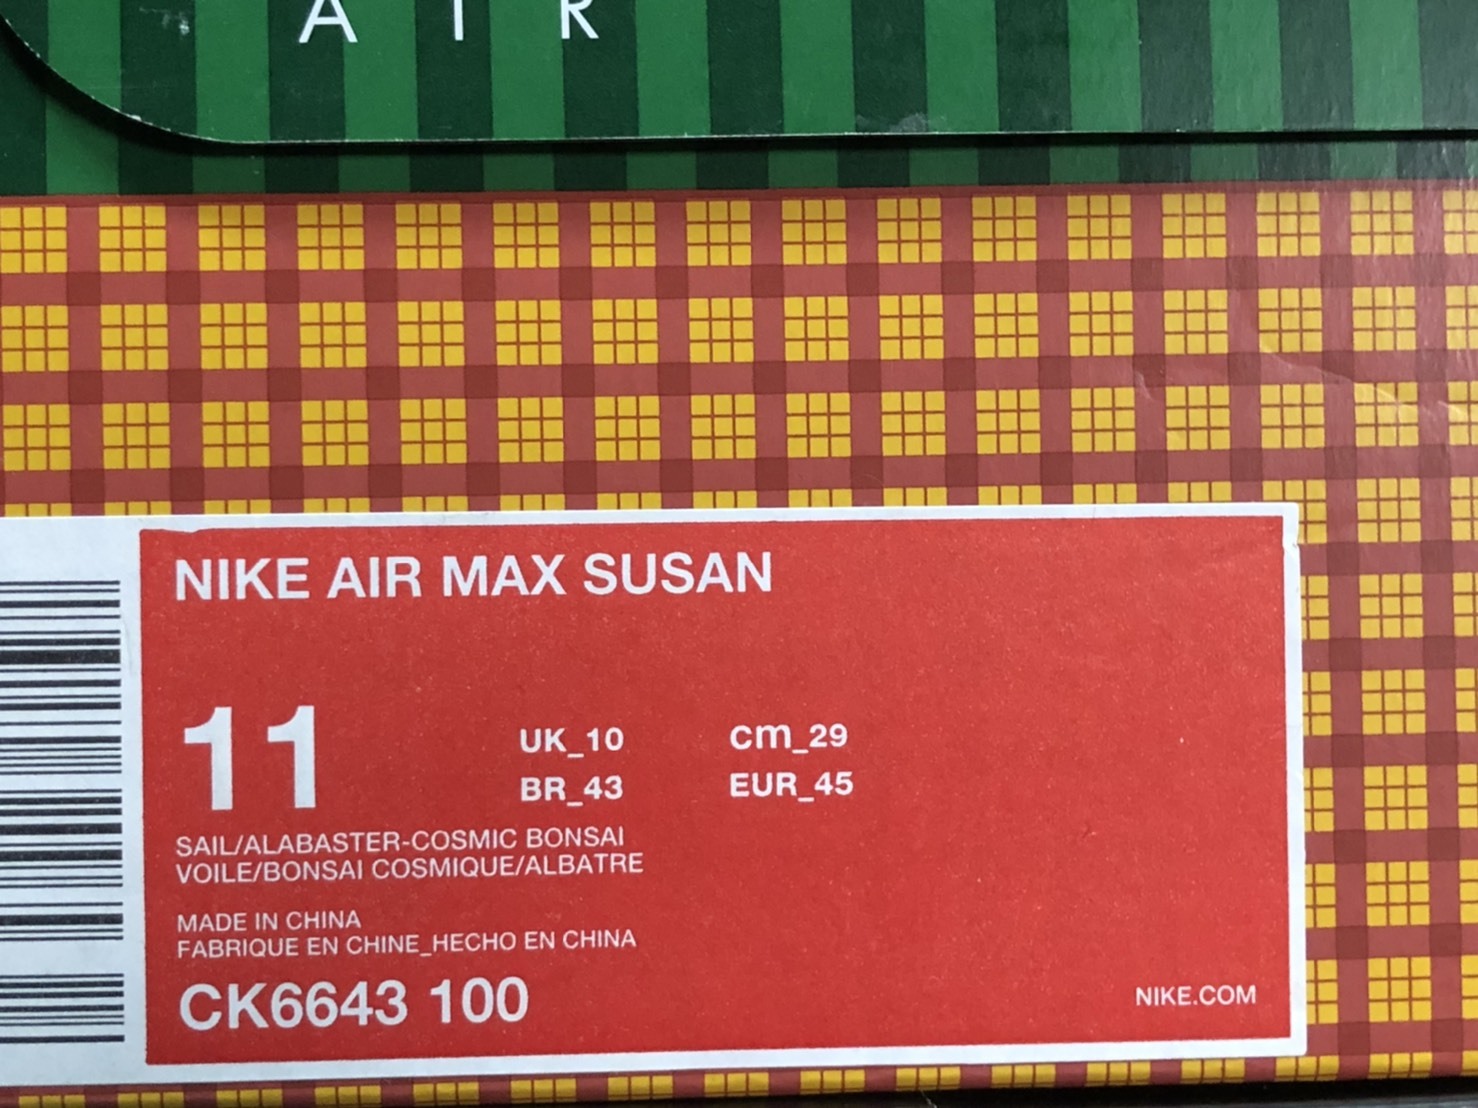 AIR
NIKE AIR MAX SUSAN
11
UK_10 cm_29
BR_43 EUR_45
SAIL/ALABASTER-COSMIC BONSAI
VOILE/BONSAI COSMIQUE/ALBATRE
MADE IN CHINA
FABRIQUE EN CHINE_HECHO EN CHINA
CK6643 100
NIKE.COM